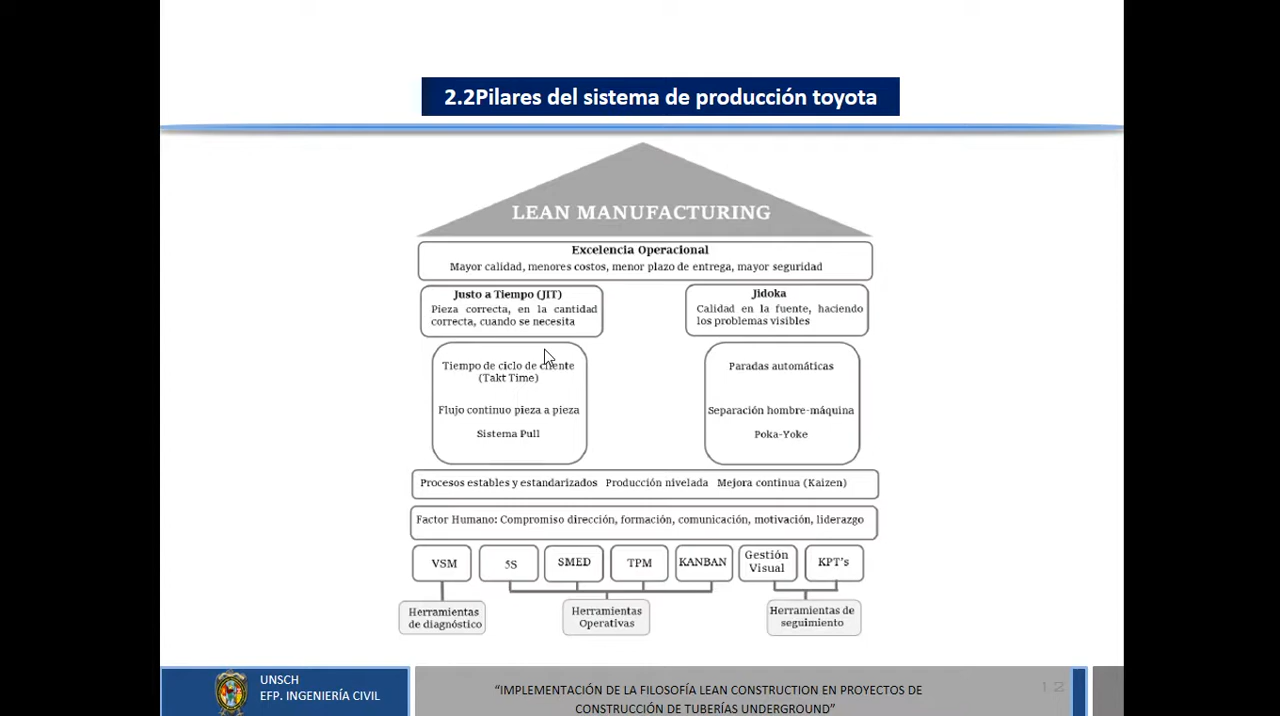 2.2Pilares del sistema de producción toyota
LEAN MANUFACTURING
Excelencia Operacional
Mayor calidad, menores costos, menor plazo de entrega, mayor seguridad
Justo a Tiempo (JIT)
Pieza correcta, en la cantidad
correcta, cuando se necesita
Jidoka
Calidad en la fuente, haciendo
los problemas visibles
Tiempo de ciclo de cliente
(Takt Time)
Flujo continuo pieza a pieza
Sistema Pull
Paradas automáticas
Separación hombre-máquina
Poka-Yoke
Procesos estables y estandarizados Producción nivelada Mejora continua (Kaizen)
Factor Humano: Compromiso dirección, formación, comunicación, motivación, liderazgo
VSM
5S
SMED
TPM
KANBAN
Gestión
Visual
KPT's
Herramientas
de diagnóstico
Herramientas
Operativas
Herramientas de
seguimiento
UNSCH
EFP. INGENIERÍA CIVIL
“IMPLEMENTACIÓN DE LA FILOSOFÍA LEAN CONSTRUCTION EN PROYECTOS DE
CONSTRUCCIÓN DE TUBERÍAS UNDERGROUND”
12